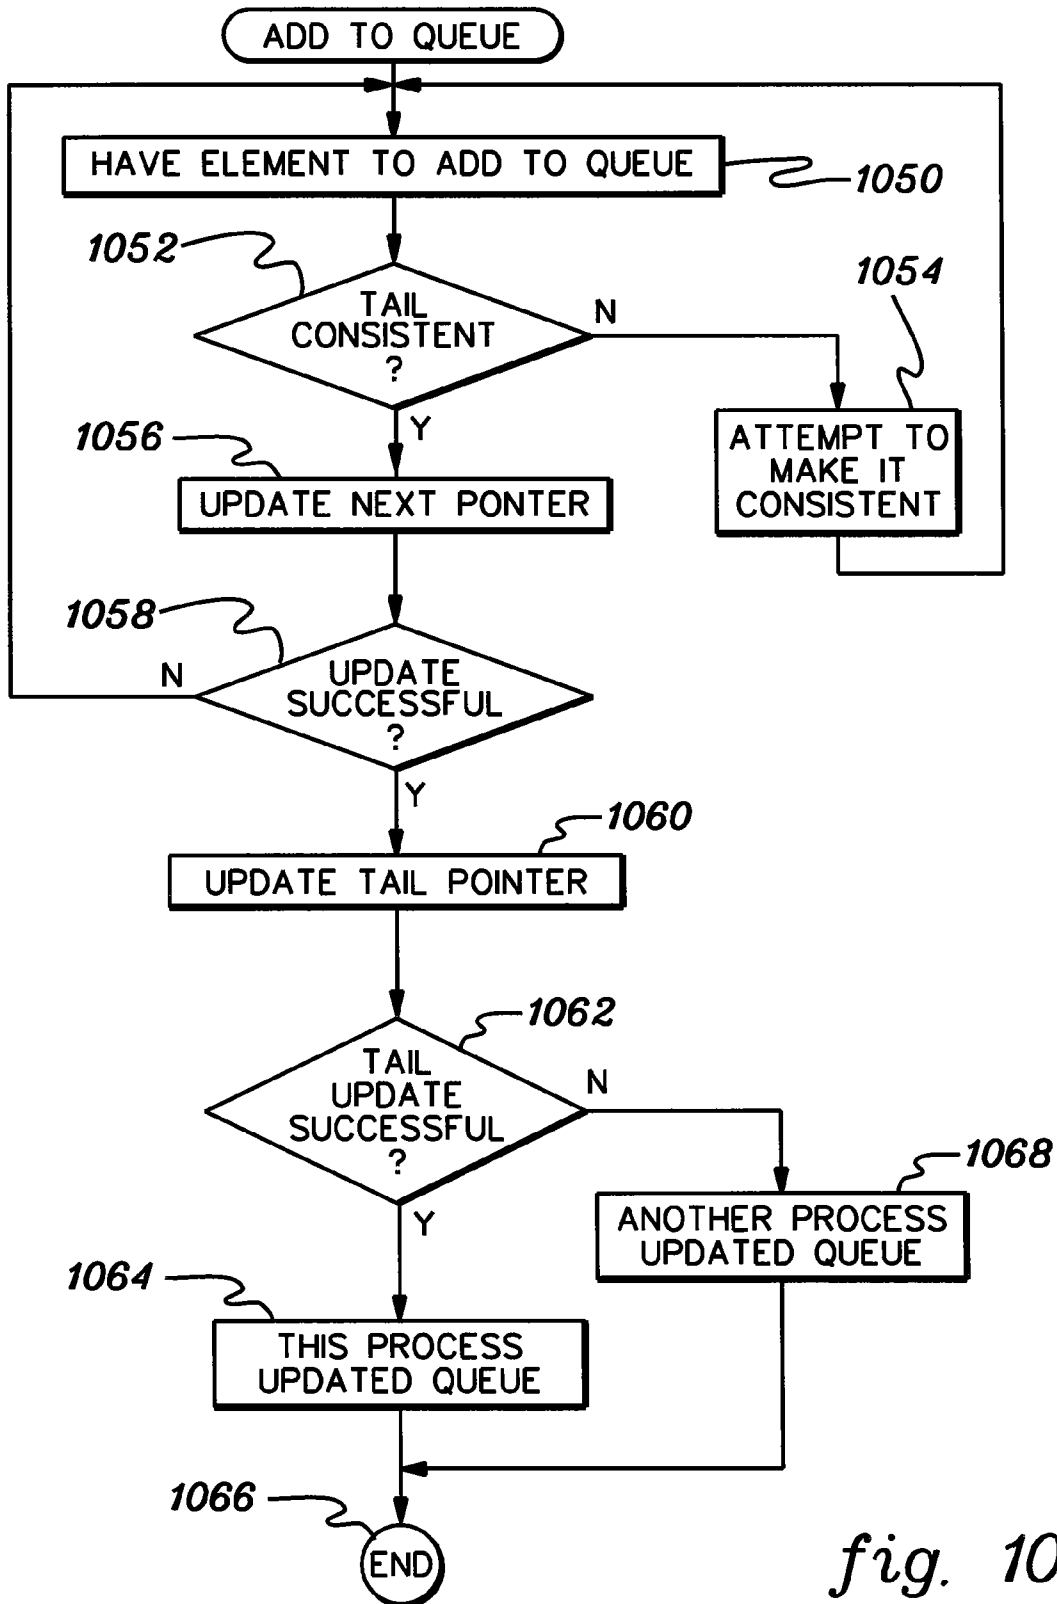 ADD TO QUEUE
HAVE ELEMENT TO ADD TO QUEUE
1050
1052
TAIL
CONSISTENT
?
N
1054
Y
ATTEMPT TO
MAKE IT
CONSISTENT
1056
UPDATE NEXT PONTER
1058
N
UPDATE
SUCCESSFUL
?
Y
1060
UPDATE TAIL POINTER
1062
TAIL
UPDATE
SUCCESSFUL
?
N
1068
Y
ANOTHER PROCESS
UPDATED QUEUE
1064
THIS PROCESS
UPDATED QUEUE
1066
END
fig. 10